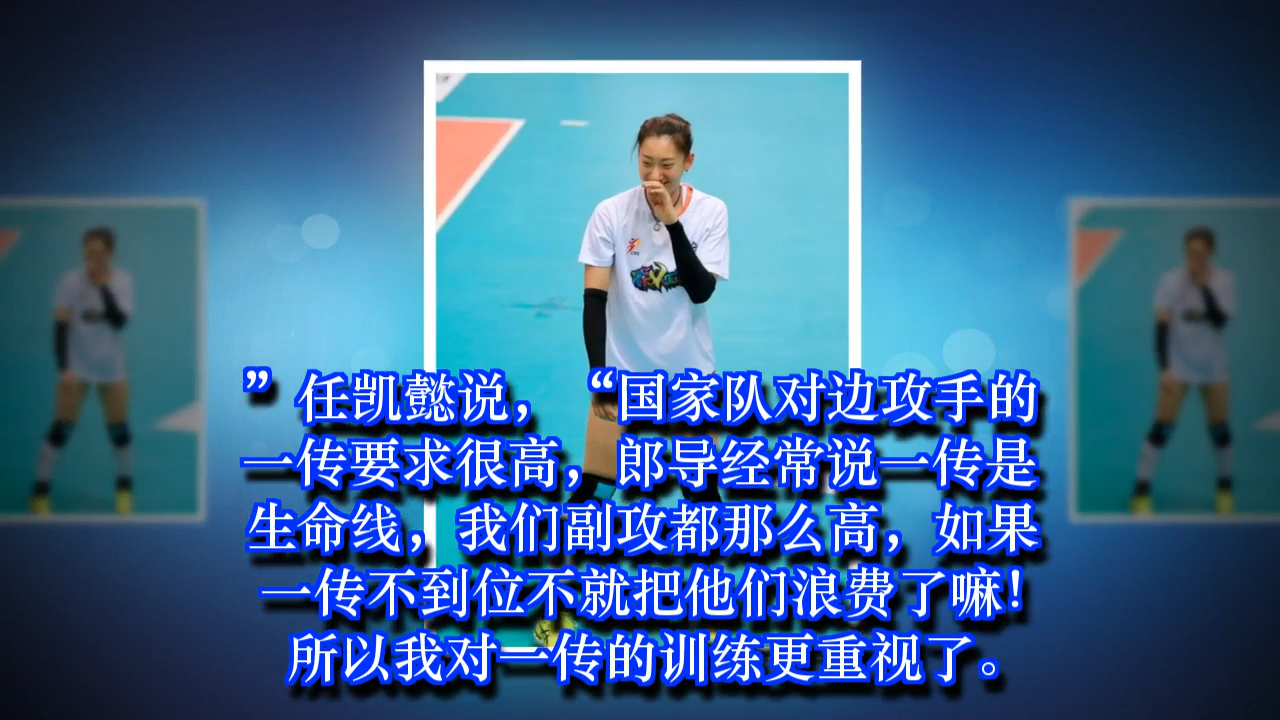 ”任凯懿说，“国家队对边攻手的
一传要求很高，郎导经常说一传是
生命线，我们副攻都那么高，如果
一传不到位不就把他们浪费了嘛！
所以我对一传的训练更重视了。